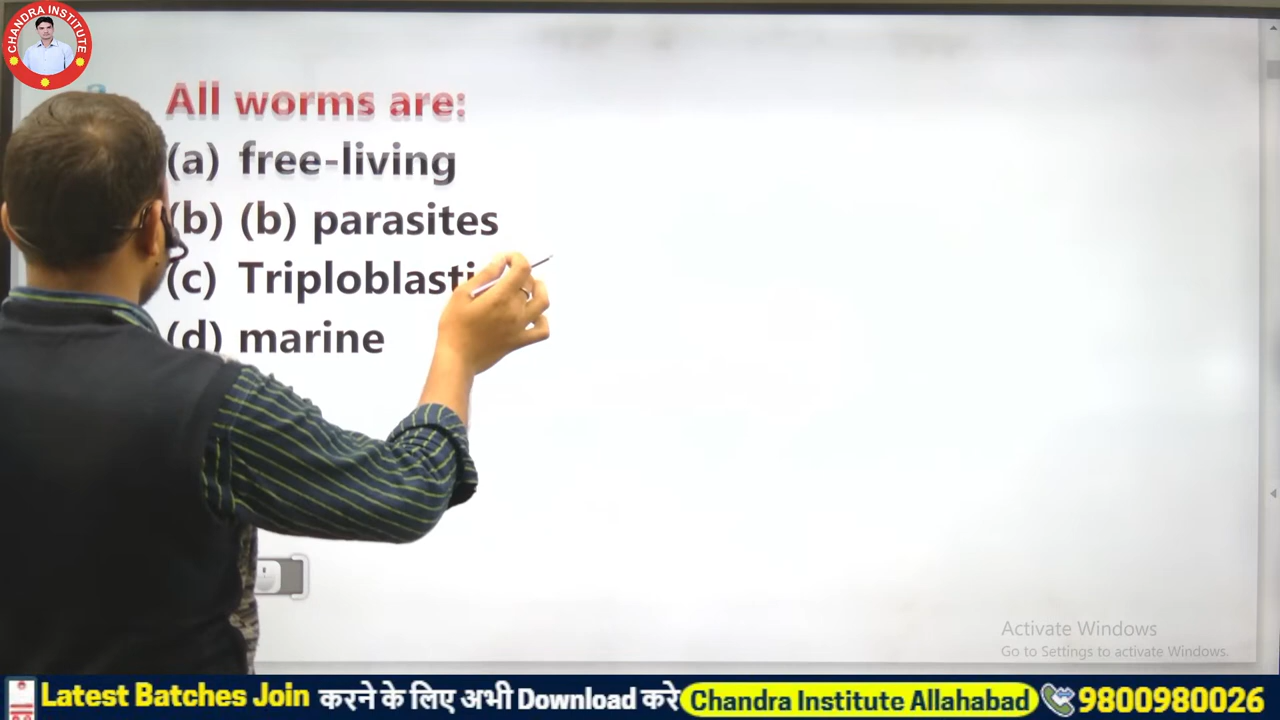 CHANDRA INSTITUTE
All worms are:
(a) free-living
(b) (b) parasites
(c)
(d) marine
Activate Windows
Go to Settings to activate Windows.
Latest Batches Join करने के लिए अभी Download करे Chandra Institute Allahabad 9800980026